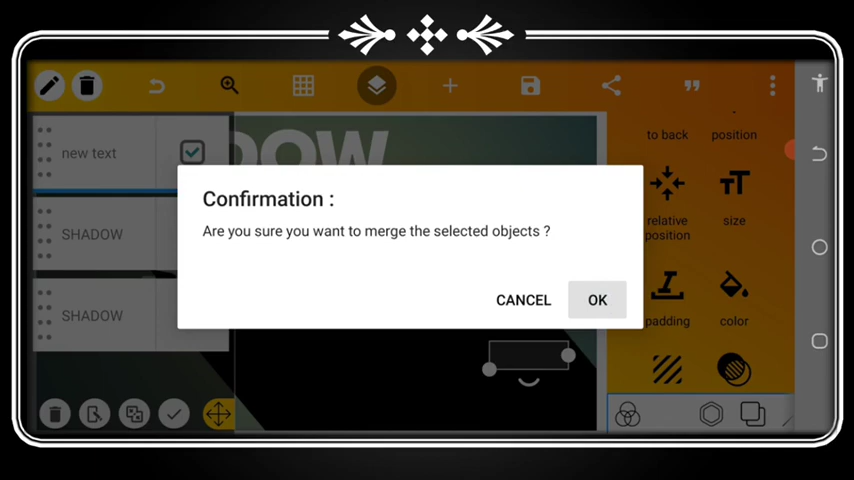 to back
position
new text
DOW
Confirmation :
Are you sure you want to merge the selected objects ?
relative
position
size
SHADOW
CANCEL
OK
SHADOW
padding
color